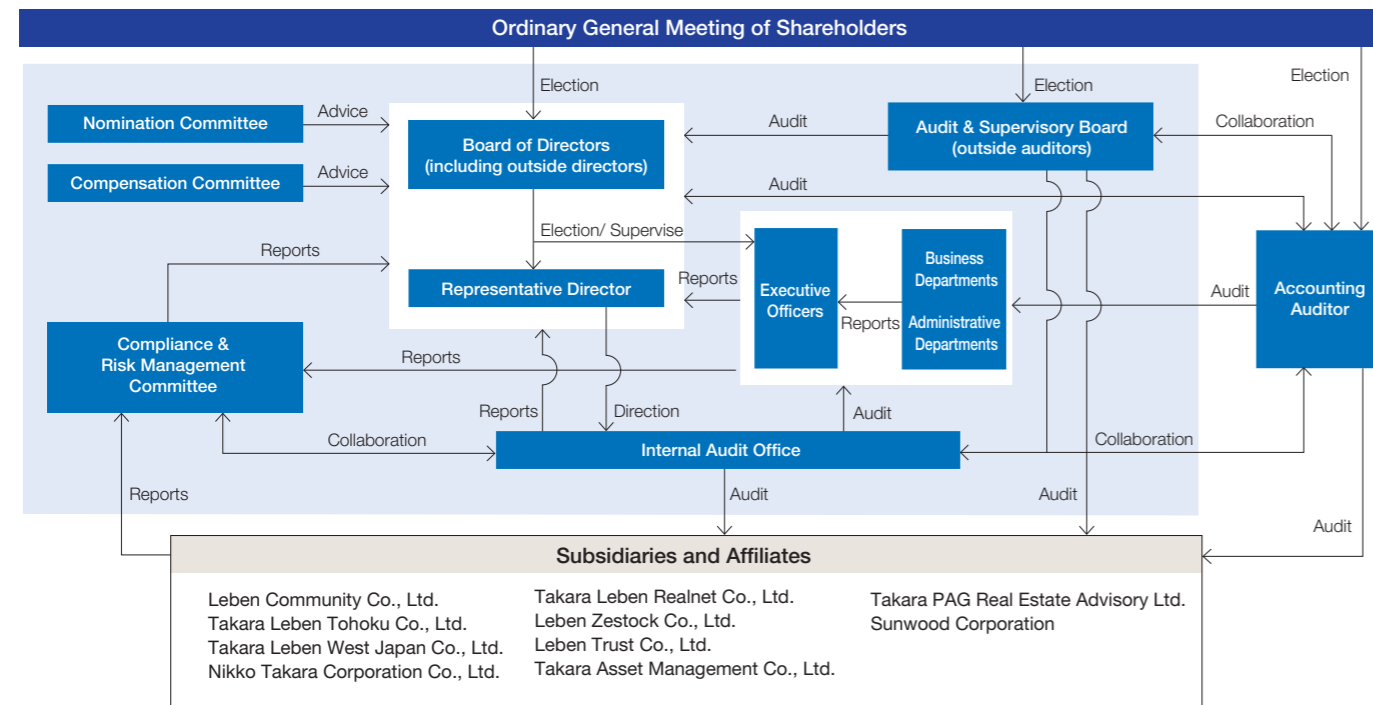 Ordinary General Meeting of Shareholders
Election
Election
Election
Nomination Committee
Advice
Board of Directors
(including outside directors)
Audit
Audit & Supervisory Board
(outside auditors)
Collaboration
Compensation Committee
Advice
Audit
Election/ Supervise
Reports
Representative Director
Reports
Executive
Officers
Reports
Business
Departments
Administrative
Departments
Audit
Accounting
Auditor
Compliance &
Risk Management
Committee
Reports
Reports
Direction
Audit
Collaboration
Internal Audit Office
Collaboration
Reports
Audit
Audit
Audit
Subsidiaries and Affiliates
Leben Community Co., Ltd.
Takara Leben Tohoku Co., Ltd.
Takara Leben West Japan Co., Ltd.
Nikko Takara Corporation Co., Ltd.
Takara Leben Realnet Co., Ltd.
Leben Zestock Co., Ltd.
Leben Trust Co., Ltd.
Takara Asset Management Co., Ltd.
Takara PAG Real Estate Advisory Ltd.
Sunwood Corporation